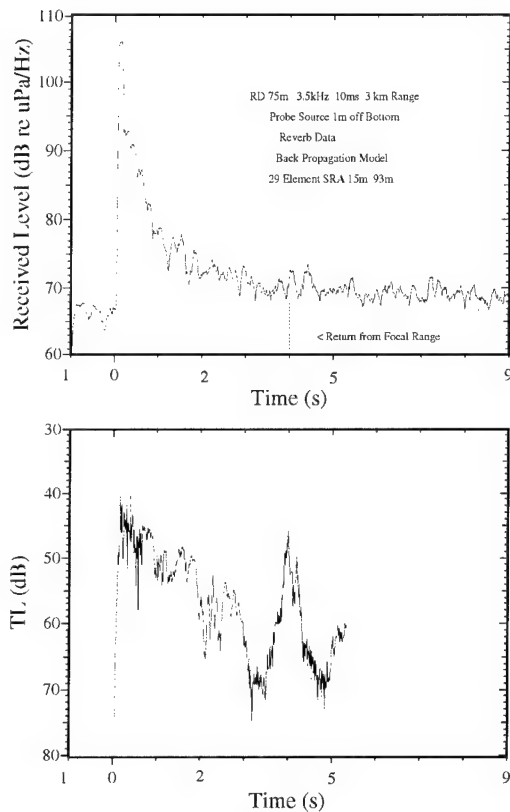 110
100
90
80
70
60
Received Level (dB re uPa/Hz)
RD 75m 3.5kHz 10ms 3 km Range
Probe Source 1m off Bottom
Reverb Data
Back Propagation Model
29 Element SRA 15m 93m
< Return from Focal Range
1 0 2 5 9
Time (s)
30
40
50
60
70
80
TL (dB)
1 0 2 5 9
Time (s)